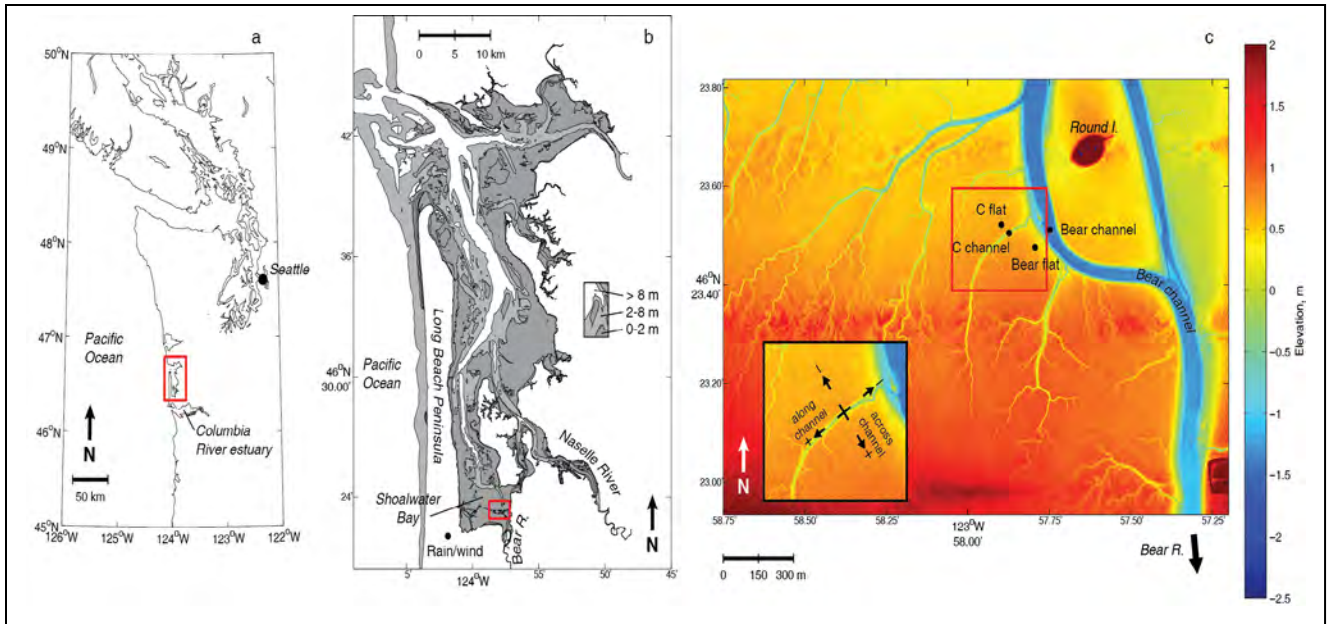 a
50°N
49°N
48°N
47°N
46°N
45°N
126°W
125°W
124°W
123°W
122°W
Seattle
Pacific
Ocean
Columbia
River estuary
N
50 km
b
0 5 10 km
42'
36'
46°N
30.00'
24'
Pacific
Ocean
Long Beach Peninsula
> 8 m
2-8 m
0-2 m
Naselle River
Shoalwater
Bay
Bear R.
Rain/wind
N
5'
124°W
55'
50'
45'
c
23.80
23.60
46°N
23.40'
23.20
23.00
Round I.
C flat
C channel
Bear channel
Bear flat
Bear channel
along
channel
across
channel
–
–
+
+
N
58.75
58.50
58.25
123°W
58.00'
57.75
57.50
57.25
0 150 300 m
Bear R.
2
1.5
1
0.5
0
−0.5
−1
−1.5
−2
−2.5
Elevation, m